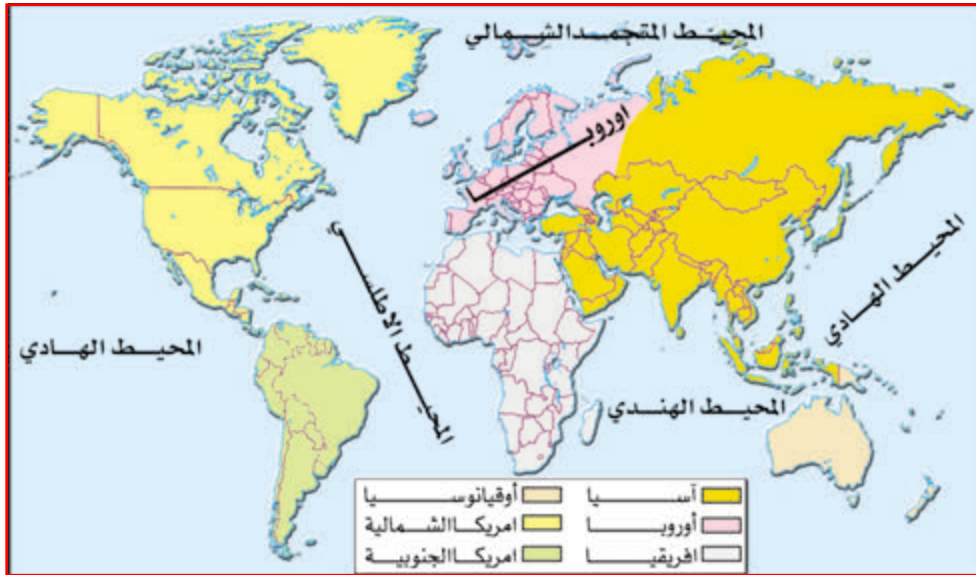 المحيط المتجمد الشمالي
اوروبا
المحيط الهادي
المحيط الاطلسي
المحيط الهادي
المحيط الهندي
آسيا
أوقيانوسيا
أوروبا
امريكا الشمالية
افريقيا
امريكا الجنوبية